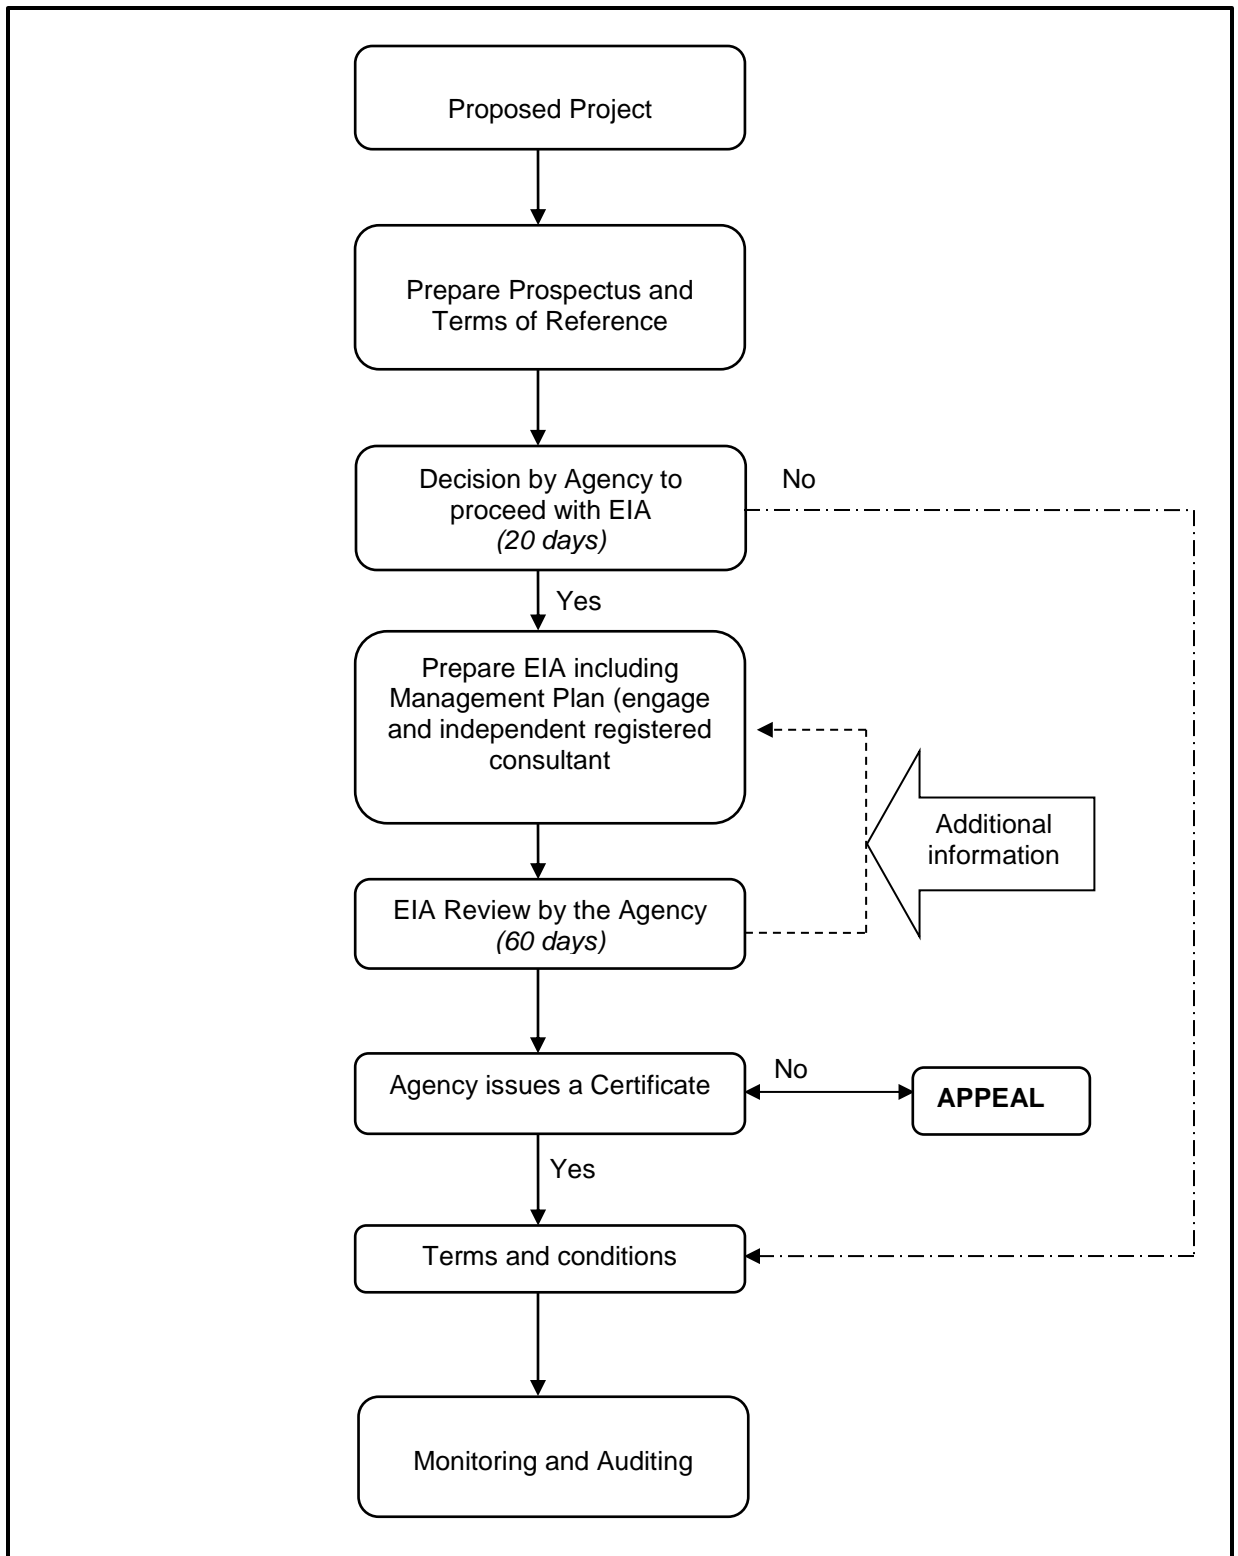 Proposed Project
Prepare Prospectus and
Terms of Reference
Decision by Agency to
proceed with EIA
(20 days)
No
Yes
Prepare EIA including
Management Plan (engage
and independent registered
consultant
Additional
information
EIA Review by the Agency
(60 days)
Agency issues a Certificate
No
APPEAL
Yes
Terms and conditions
Monitoring and Auditing